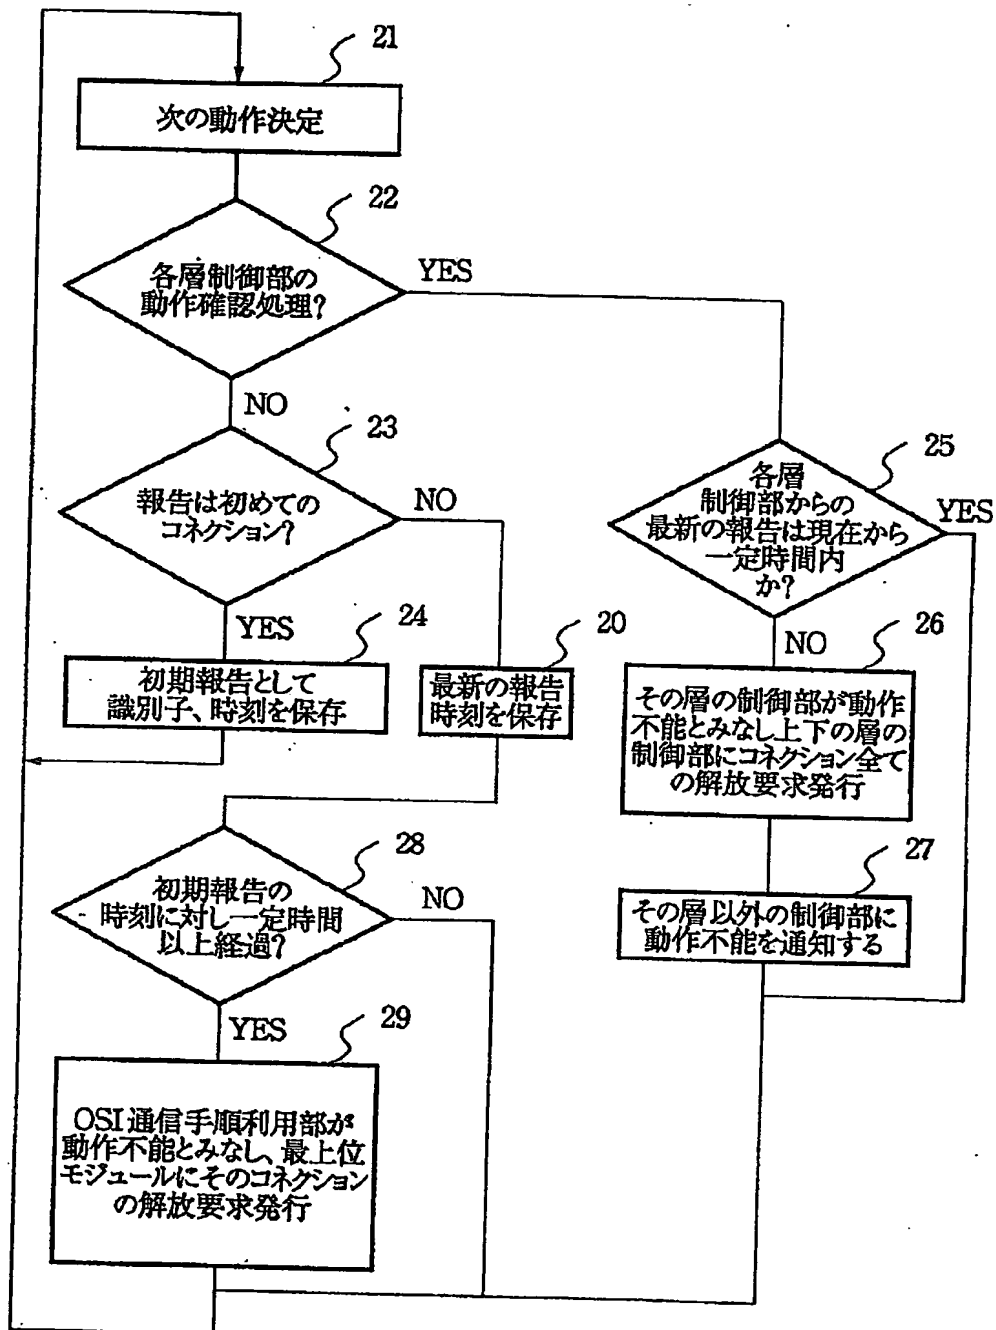 21
次の動作決定
22
各層制御部の
動作確認処理?
YES
NO
23
報告は初めての
コネクション?
NO
YES
25
各層
制御部からの
最新の報告は現在から
一定時間内
か?
YES
NO
24
初期報告として
識別子、時刻を保存
20
最新の報告
時刻を保存
26
その層の制御部が動作
不能とみなし上下の層の
制御部にコネクション全て
の解放要求発行
27
その層以外の制御部に
動作不能を通知する
28
初期報告の
時刻に対し一定時間
以上経過?
NO
YES
29
OSI通信手順利用部が
動作不能とみなし、最上位
モジュールにそのコネクション
の解放要求発行